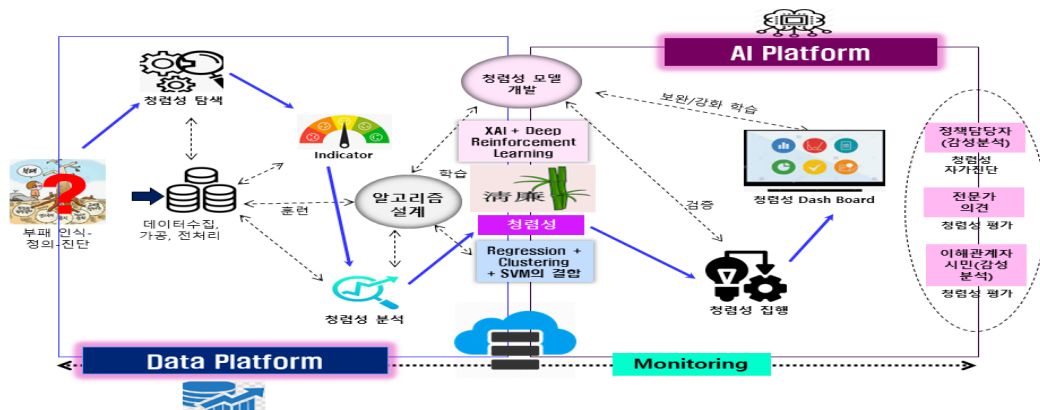 AI Platform
청렴성 탐색
청렴성 모델
개발
보완/강화 학습
Indicator
XAI + Deep
Reinforcement
Learning
학습
정책담당자
(감성분석)
청렴성
자가진단
부패 인식-
정의-진단
데이터수집,
가공, 전처리
훈련
알고리즘
설계
清廉
청렴성
검증
청렴성 Dash Board
전문가
의견
청렴성 평가
Regression +
Clustering
+ SVM의 결합
이해관계자
시민(감성
분석)
청렴성 평가
청렴성 분석
청렴성 집행
Data Platform
Monitoring